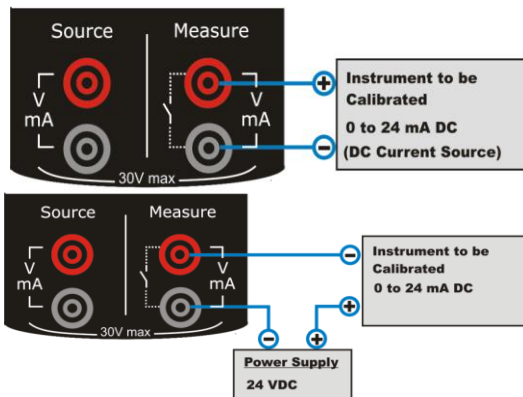 Source
Measure
V
mA
V
mA
30V max
+
−
Instrument to be
Calibrated
0 to 24 mA DC
(DC Current Source)
Source
Measure
V
mA
V
mA
30V max
−
+
Instrument to be
Calibrated
0 to 24 mA DC
−
+
Power Supply
24 VDC